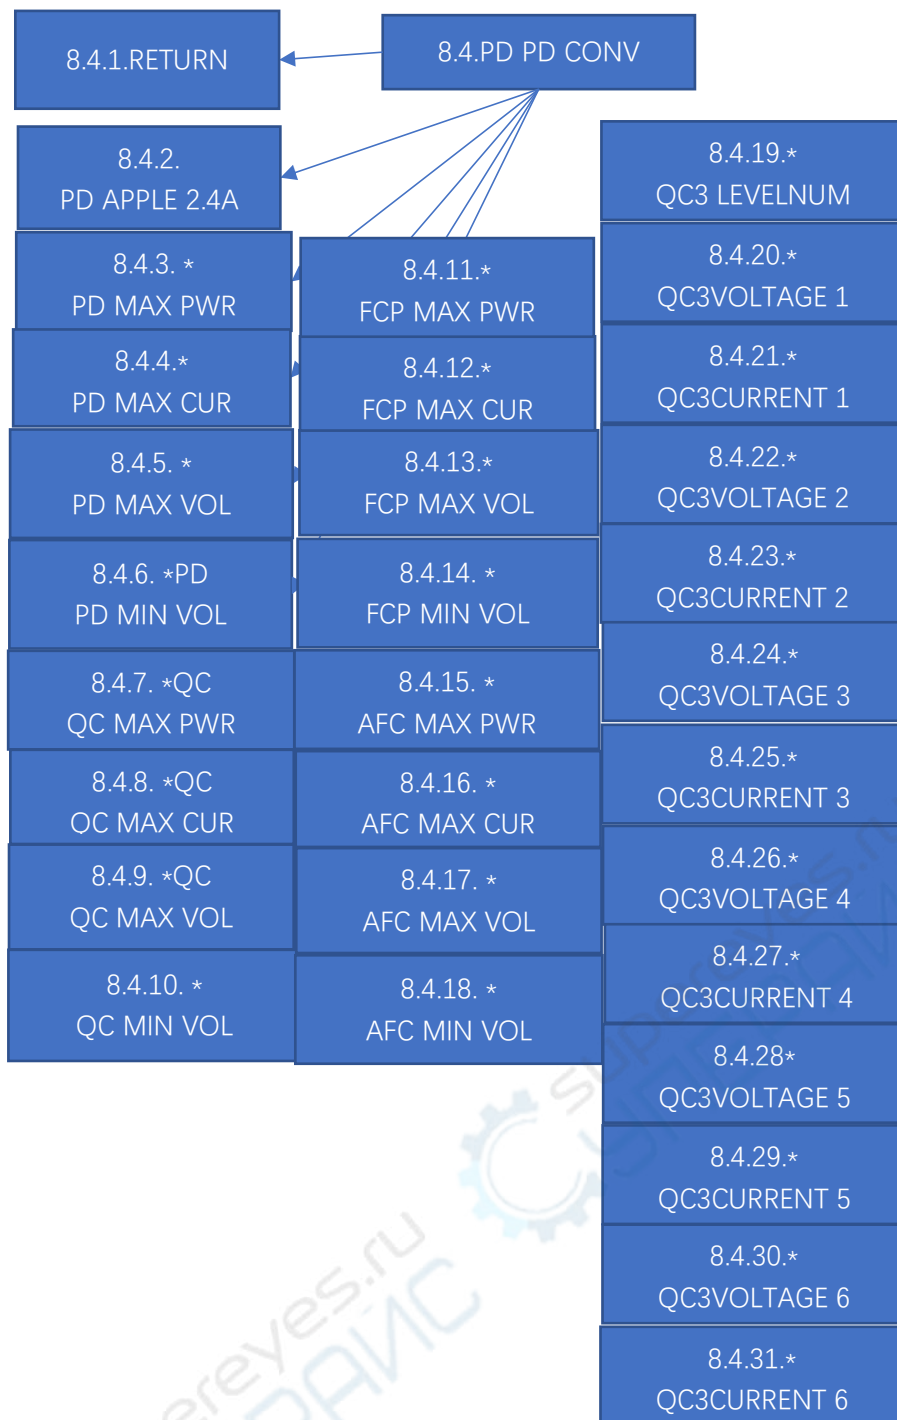 8.4.1.RETURN
8.4.PD PD CONV
8.4.2.
PD APPLE 2.4A
8.4.3. *
PD MAX PWR
8.4.4.*
PD MAX CUR
8.4.5. *
PD MAX VOL
8.4.6. *PD
PD MIN VOL
8.4.7. *QC
QC MAX PWR
8.4.8. *QC
QC MAX CUR
8.4.9. *QC
QC MAX VOL
8.4.10. *
QC MIN VOL
8.4.11.*
FCP MAX PWR
8.4.12.*
FCP MAX CUR
8.4.13.*
FCP MAX VOL
8.4.14. *
FCP MIN VOL
8.4.15. *
AFC MAX PWR
8.4.16. *
AFC MAX CUR
8.4.17. *
AFC MAX VOL
8.4.18. *
AFC MIN VOL
8.4.19.*
QC3 LEVELNUM
8.4.20.*
QC3VOLTAGE 1
8.4.21.*
QC3CURRENT 1
8.4.22.*
QC3VOLTAGE 2
8.4.23.*
QC3CURRENT 2
8.4.24.*
QC3VOLTAGE 3
8.4.25.*
QC3CURRENT 3
8.4.26.*
QC3VOLTAGE 4
8.4.27.*
QC3CURRENT 4
8.4.28*
QC3VOLTAGE 5
8.4.29.*
QC3CURRENT 5
8.4.30.*
QC3VOLTAGE 6
8.4.31.*
QC3CURRENT 6
supereyes.ru
СУПЕРАЙС
ereyes.ru
РАЙС